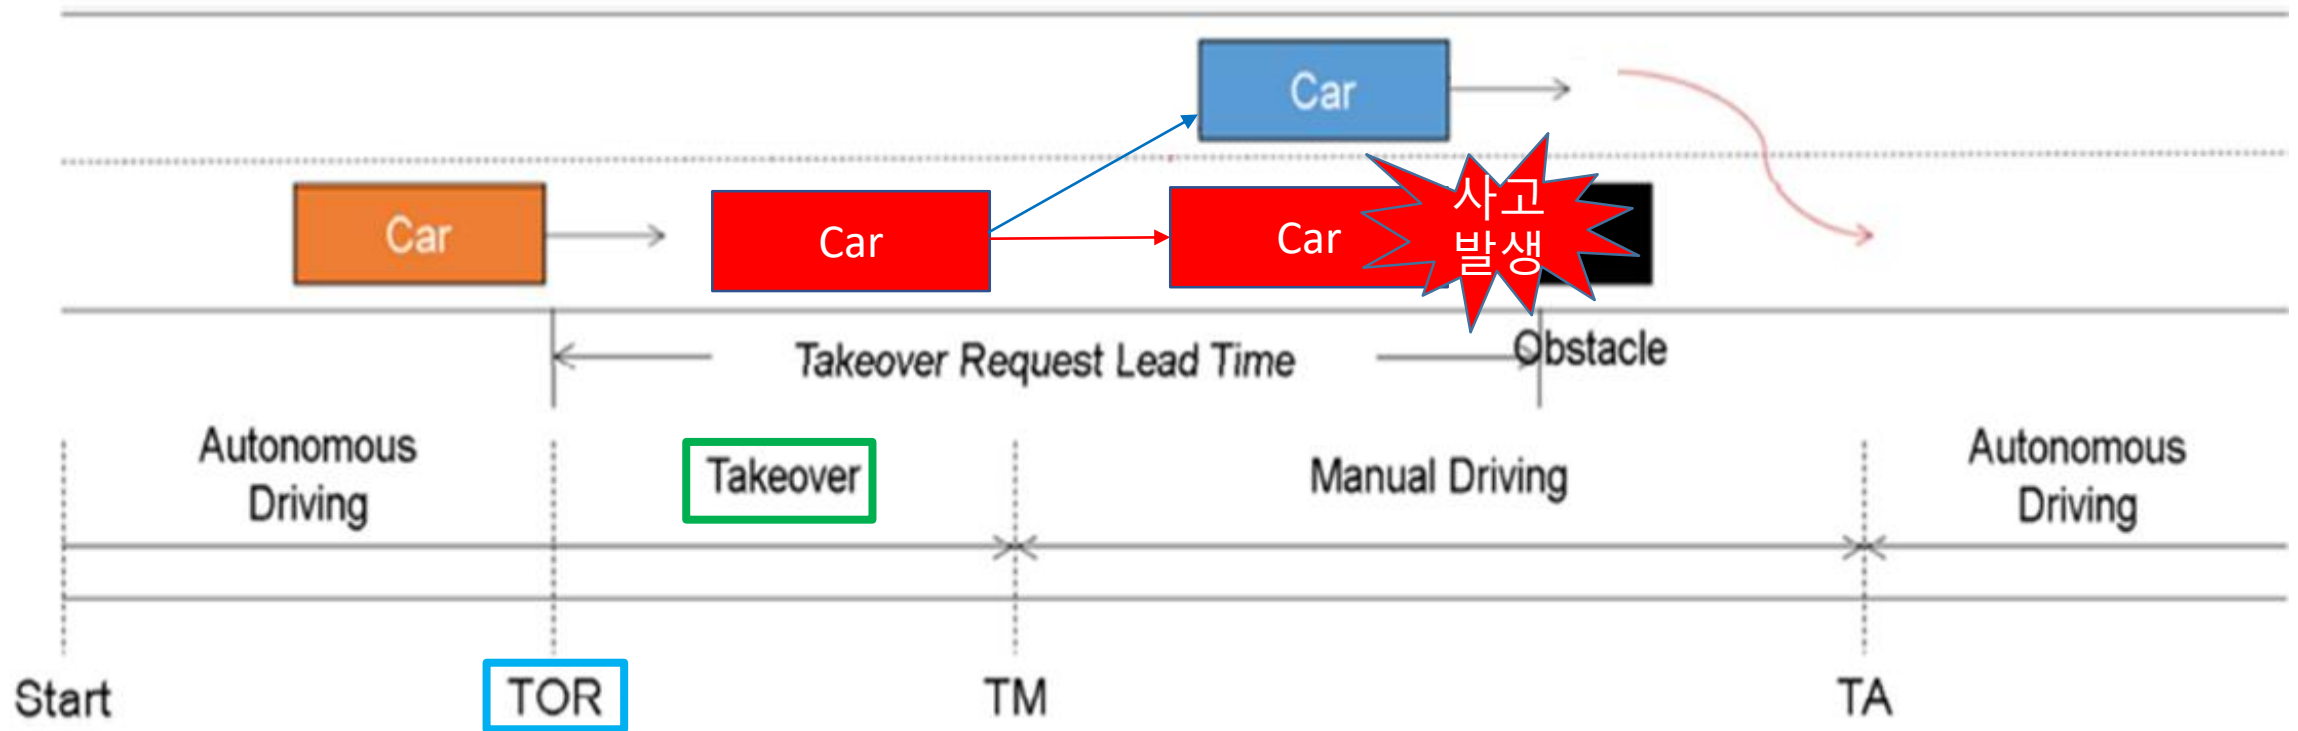 Car
Car
Car
Car
사고
발생
Obstacle
Takeover Request Lead Time
Autonomous
Driving
Takeover
Manual Driving
Autonomous
Driving
Start
TOR
TM
TA